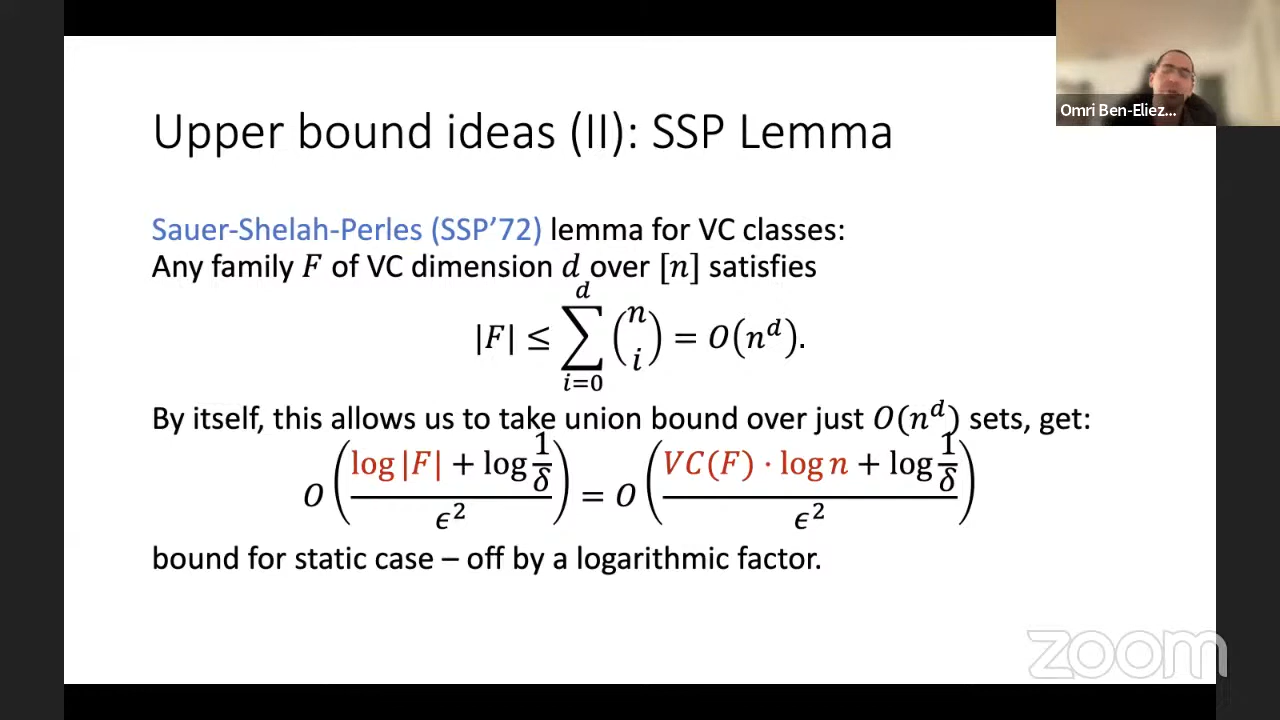 Omri Ben-Eliez...
Upper bound ideas (II): SSP Lemma
Sauer-Shelah-Perles (SSP’72) lemma for VC classes:
Any family F of VC dimension d over [n] satisfies
|F| ≤ ∑_{i=0}^{d} \binom{n}{i} = O(n^d).
By itself, this allows us to take union bound over just O(n^d) sets, get:
O((log|F| + log 1/δ)/ϵ²) = O((VC(F) · log n + log 1/δ)/ϵ²)
bound for static case – off by a logarithmic factor.
zoom